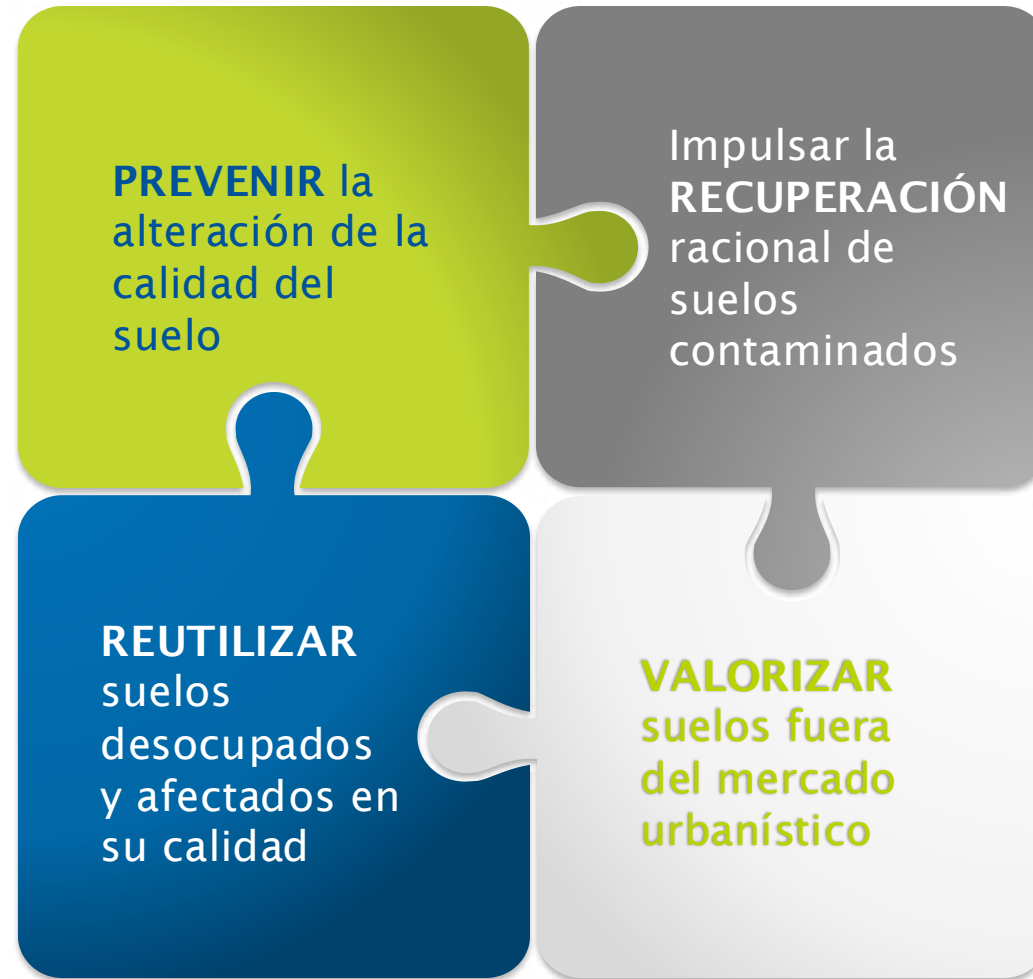 PREVENIR la
alteración de la
calidad del
suelo
Impulsar la
RECUPERACIÓN
racional de
suelos
contaminados
REUTILIZAR
suelos
desocupados
y afectados en
su calidad
VALORIZAR
suelos fuera
del mercado
urbanístico